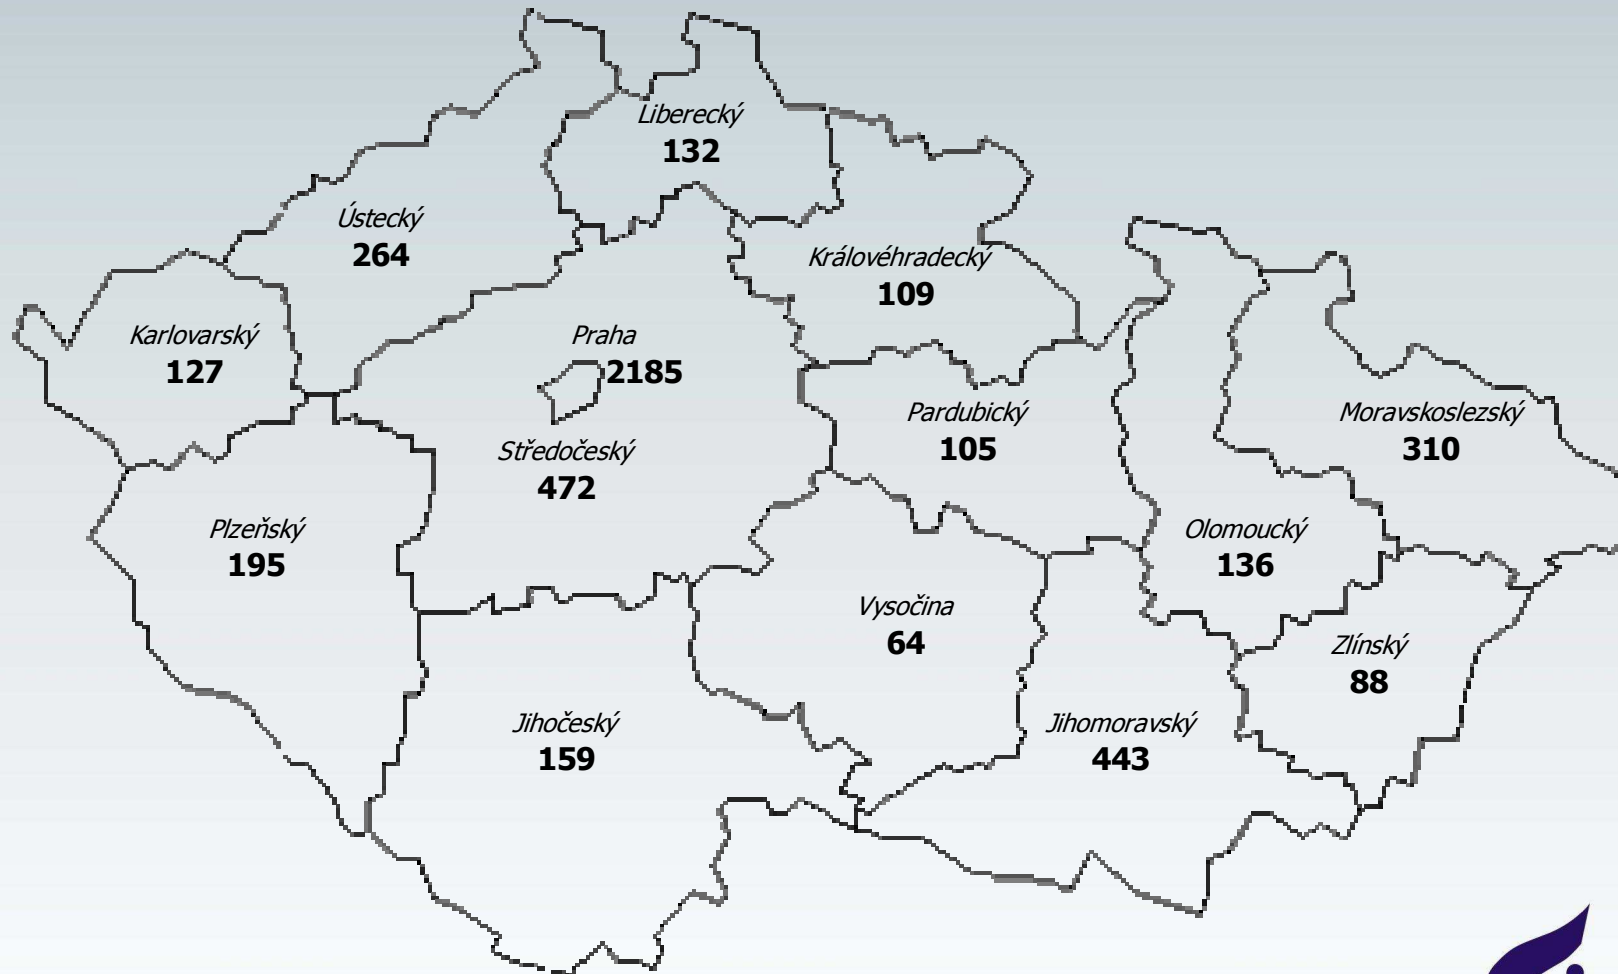 Liberecký
132
Ústecký
264
Královéhradecký
109
Karlovarský
127
Praha
2185
Pardubický
105
Moravskoslezský
310
Středočeský
472
Plzeňský
195
Olomoucký
136
Vysočina
64
Zlínský
88
Jihočeský
159
Jihomoravský
443